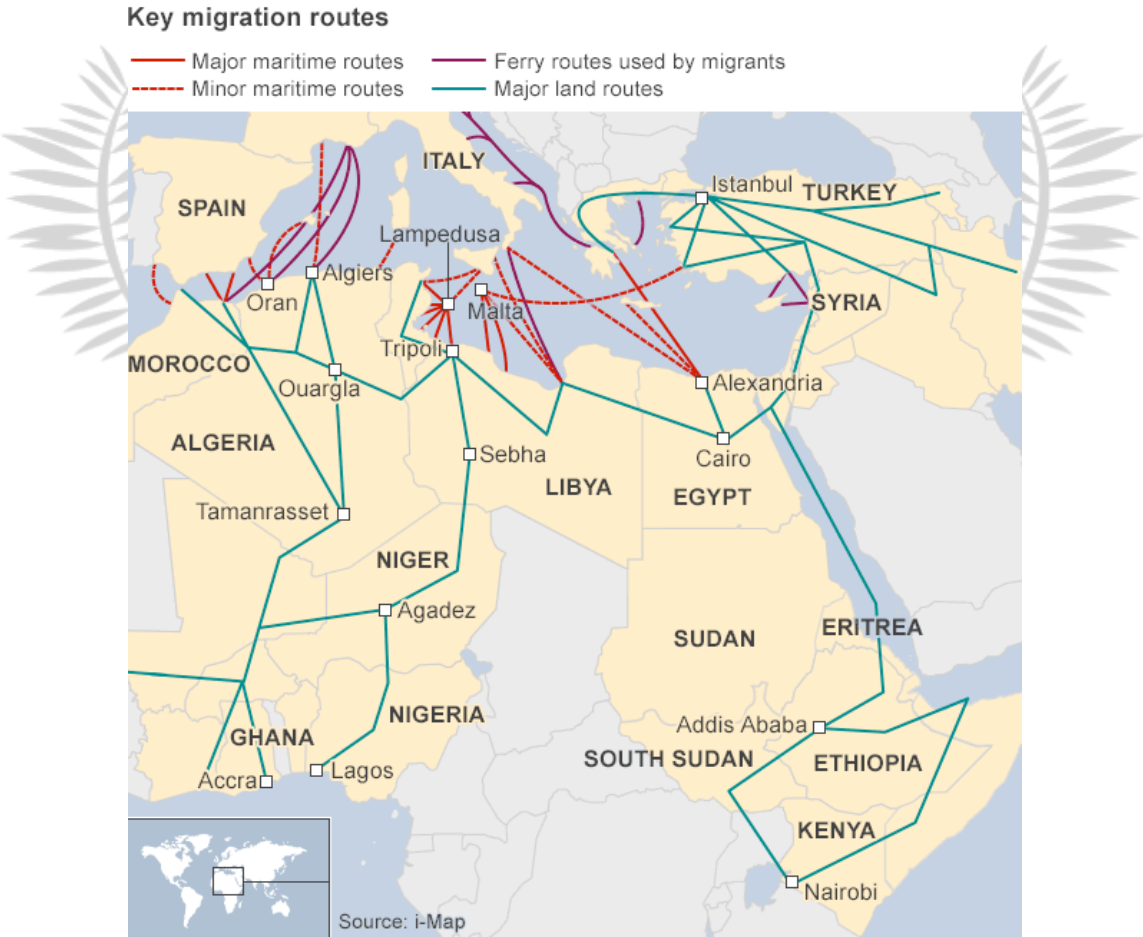 Key migration routes
Major maritime routes
Ferry routes used by migrants
Minor maritime routes
Major land routes
ITALY
Istanbul
TURKEY
SPAIN
Lampedusa
Algiers
Oran
Malta
SYRIA
Tripoli
MOROCCO
Ouargla
Alexandria
ALGERIA
Sebha
Cairo
LIBYA
EGYPT
Tamanrasset
NIGER
Agadez
SUDAN
ERITREA
NIGERIA
Addis Ababa
GHANA
SOUTH SUDAN
ETHIOPIA
Accra
Lagos
KENYA
Nairobi
Source: i-Map